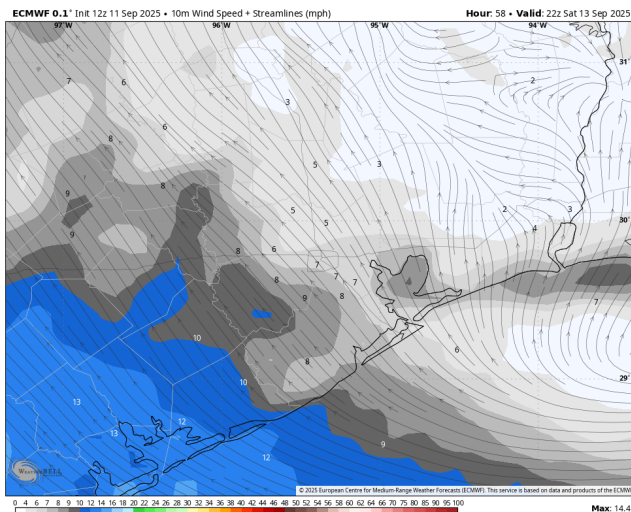 ECMWF 0.1° Init 12z 11 Sep 2025 • 10m Wind Speed + Streamlines (mph) Hour: 58 • Valid: 22z Sat 13 Sep 2025
97°W 96°W 95°W 94°W
31°
7 6 2
3
6
8
5 3
8
9
5 2 3 30°
5 4
9
8 6
7
8 7 7
9 8 7
10 6
8 29°
10
13
12
13 9
12
WeatherBELL
© 2025 European Centre for Medium-Range Weather Forecasts (ECMWF). This service is based on data and products of the ECMWF
0 4 6 8 9 10 12 14 16 18 20 22 24 26 28 30 32 34 36 38 40 42 44 46 48 50 52 54 56 58 60 62 64 66 68 70 75 80 85 90 95 100 Max: 14.4